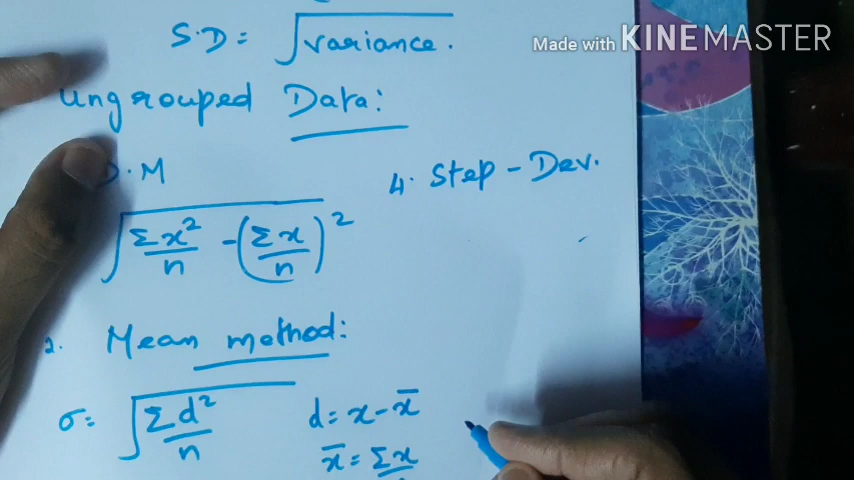 Made with KINEMASTER
S.D = √variance.
Ungrouped Data:
D.M
√Σx²/n - (Σx/n)²
4. Step - Dev.
2. Mean method:
σ = √Σd²/n
d = x - x̄
x̄ = Σx